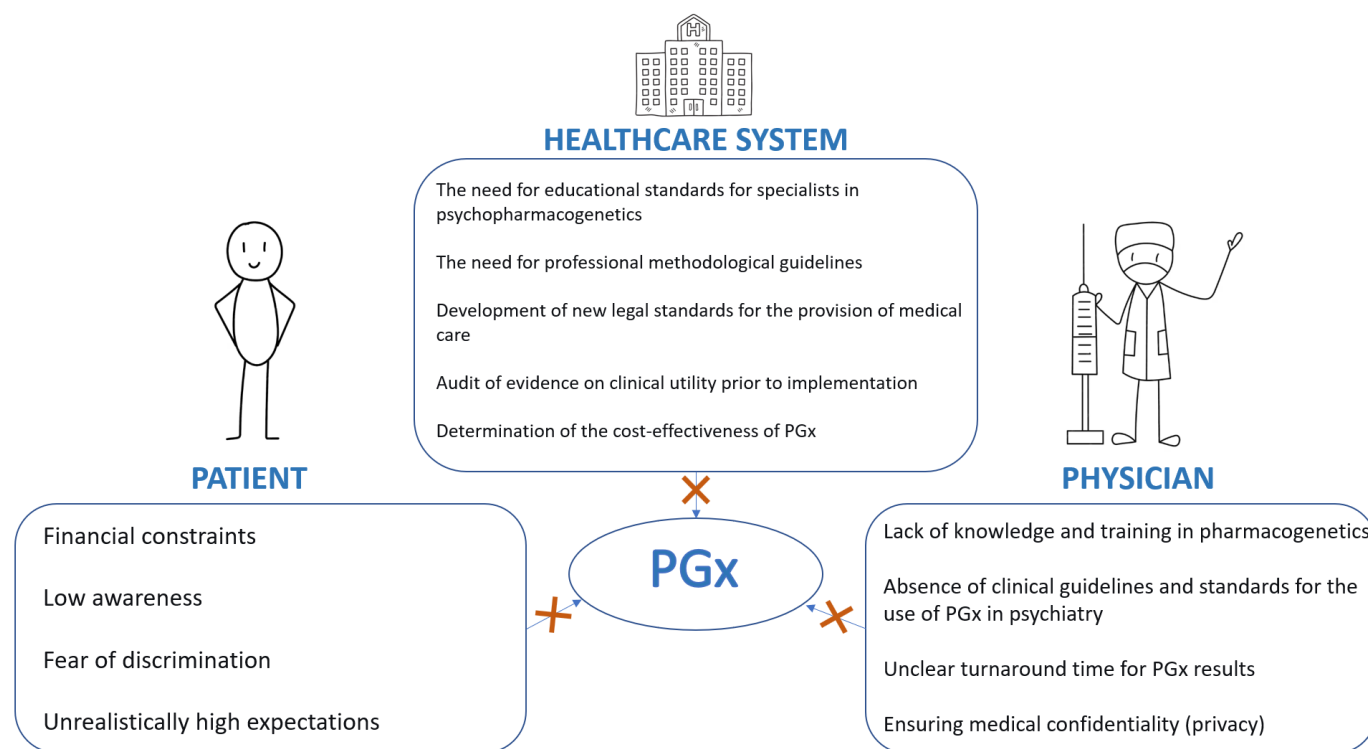 H
HEALTHCARE SYSTEM
The need for educational standards for specialists in
psychopharmacogenetics
The need for professional methodological guidelines
Development of new legal standards for the provision of medical
care
Audit of evidence on clinical utility prior to implementation
Determination of the cost-effectiveness of PGx
PATIENT
Financial constraints
Low awareness
Fear of discrimination
Unrealistically high expectations
PGx
PHYSICIAN
Lack of knowledge and training in pharmacogenetics
Absence of clinical guidelines and standards for the
use of PGx in psychiatry
Unclear turnaround time for PGx results
Ensuring medical confidentiality (privacy)